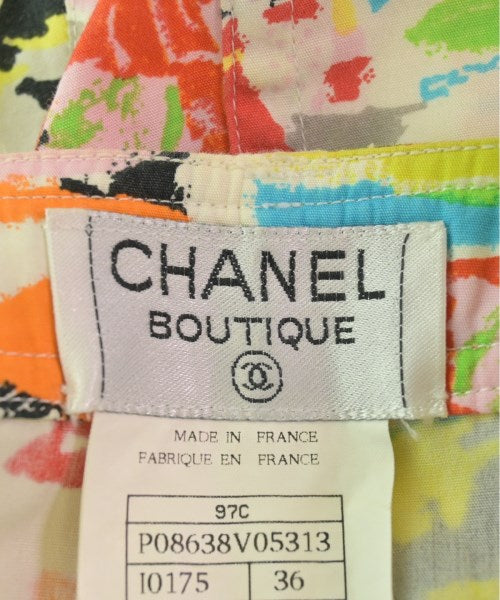 CHANEL
BOUTIQUE
MADE IN FRANCE
FABRIQUE EN FRANCE
97C
P08638V05313
I0175 36